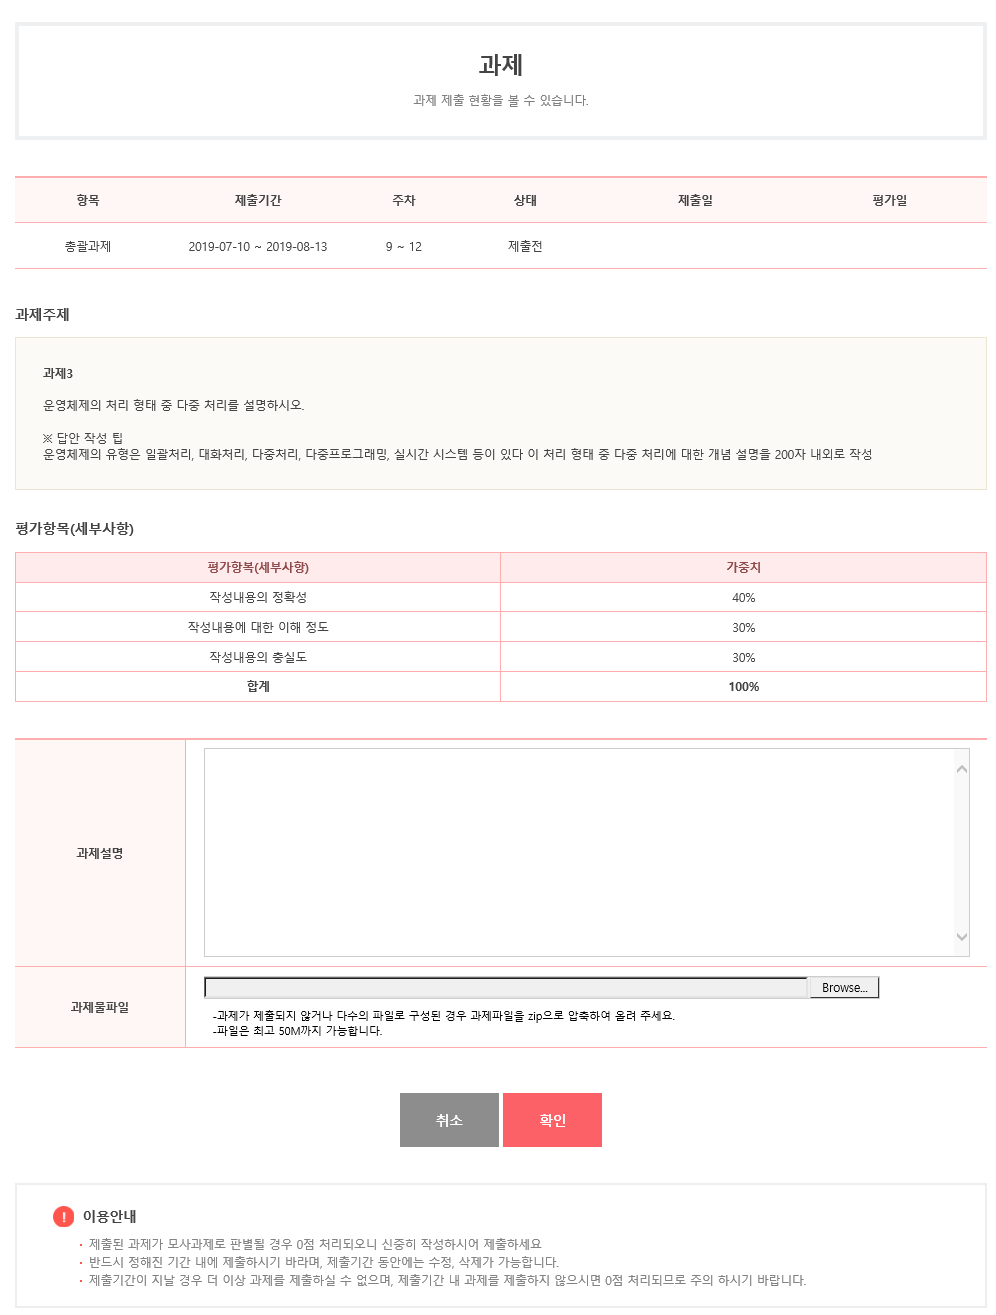 과제
과제 제출 현황을 볼 수 있습니다.
항목 제출기간 주차 상태 제출일 평가일
총괄과제 2019-07-10 ~ 2019-08-13 9 ~ 12 제출전
과제주제
과제3
운영체제의 처리 형태 중 다중 처리를 설명하시오.
※ 답안 작성 팁
운영체제의 유형은 일괄처리, 대화처리, 다중처리, 다중프로그래밍, 실시간 시스템 등이 있다 이 처리 형태 중 다중 처리에 대한 개념 설명을 200자 내외로 작성
평가항목(세부사항)
평가항목(세부사항) 가중치
작성내용의 정확성 40%
작성내용에 대한 이해 정도 30%
작성내용의 충실도 30%
합계 100%
과제설명
과제물파일
Browse...
-과제가 제출되지 않거나 다수의 파일로 구성된 경우 과제파일을 zip으로 압축하여 올려 주세요.
-파일은 최고 50M까지 가능합니다.
취소 확인
이용안내
· 제출된 과제가 모사과제로 판별될 경우 0점 처리되오니 신중히 작성하시어 제출하세요
· 반드시 정해진 기간 내에 제출하시기 바라며, 제출기간 동안에는 수정, 삭제가 가능합니다.
· 제출기간이 지날 경우 더 이상 과제를 제출하실 수 없으며, 제출기간 내 과제를 제출하지 않으시면 0점 처리되므로 주의 하시기 바랍니다.